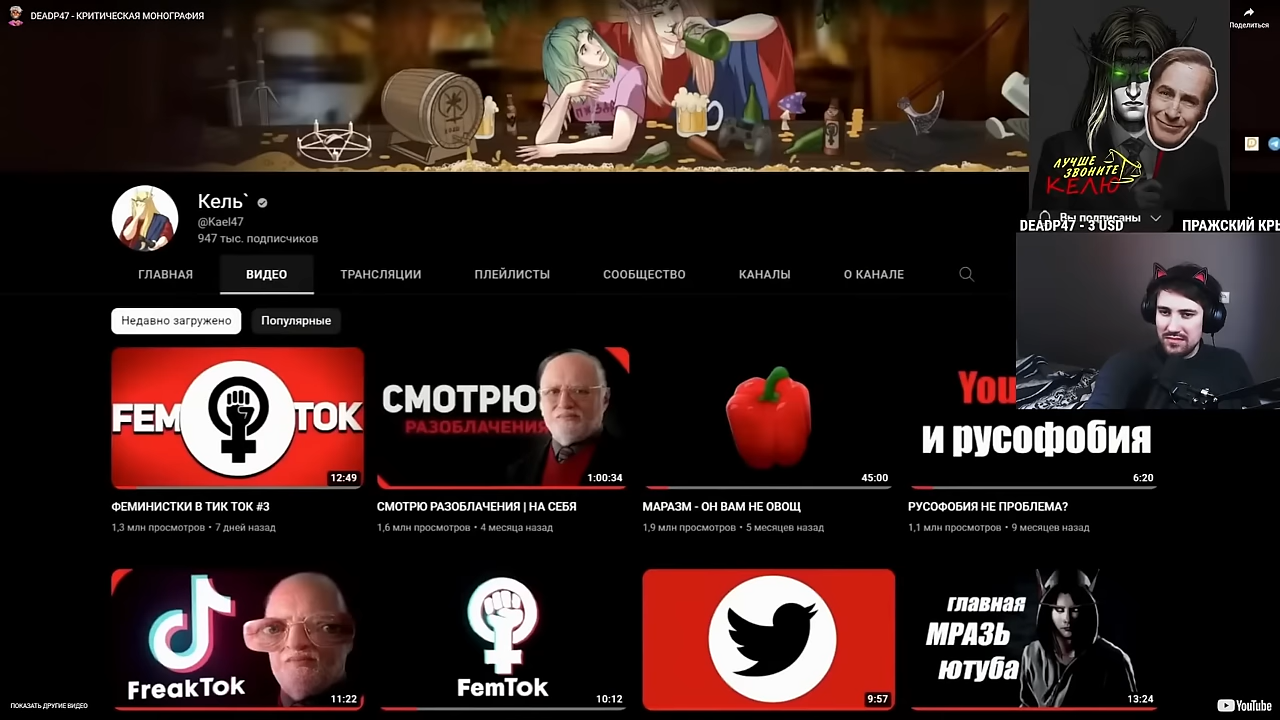 DEADP47 - КРИТИЧЕСКАЯ МОНОГРАФИЯ
Поделиться
ЛУЧШЕ
ЗВОНИТЕ
КЕЛЮ
Вы подписаны
DEADP47 - 3 USD
ПРАЖСКИЙ КРЫ
Кель`
@Kael47
947 тыс. подписчиков
ГЛАВНАЯ
ВИДЕО
ТРАНСЛЯЦИИ
ПЛЕЙЛИСТЫ
СООБЩЕСТВО
КАНАЛЫ
О КАНАЛЕ
Недавно загружено
Популярные
FEM TOK
12:49
СМОТРЮ
РАЗОБЛАЧЕНИЯ
1:00:34
45:00
You
и русофобия
6:20
ФЕМИНИСТКИ В ТИК ТОК #3
1,3 млн просмотров • 7 дней назад
СМОТРЮ РАЗОБЛАЧЕНИЯ | НА СЕБЯ
1,6 млн просмотров • 4 месяца назад
МАРАЗМ - ОН ВАМ НЕ ОВОЩ
1,9 млн просмотров • 5 месяцев назад
РУСОФОБИЯ НЕ ПРОБЛЕМА?
1,1 млн просмотров • 9 месяцев назад
FreakTok
11:22
FemTok
10:12
9:57
главная
МРАЗЬ
ютуба
13:24
ПОКАЗАТЬ ДРУГИЕ ВИДЕО
YouTube